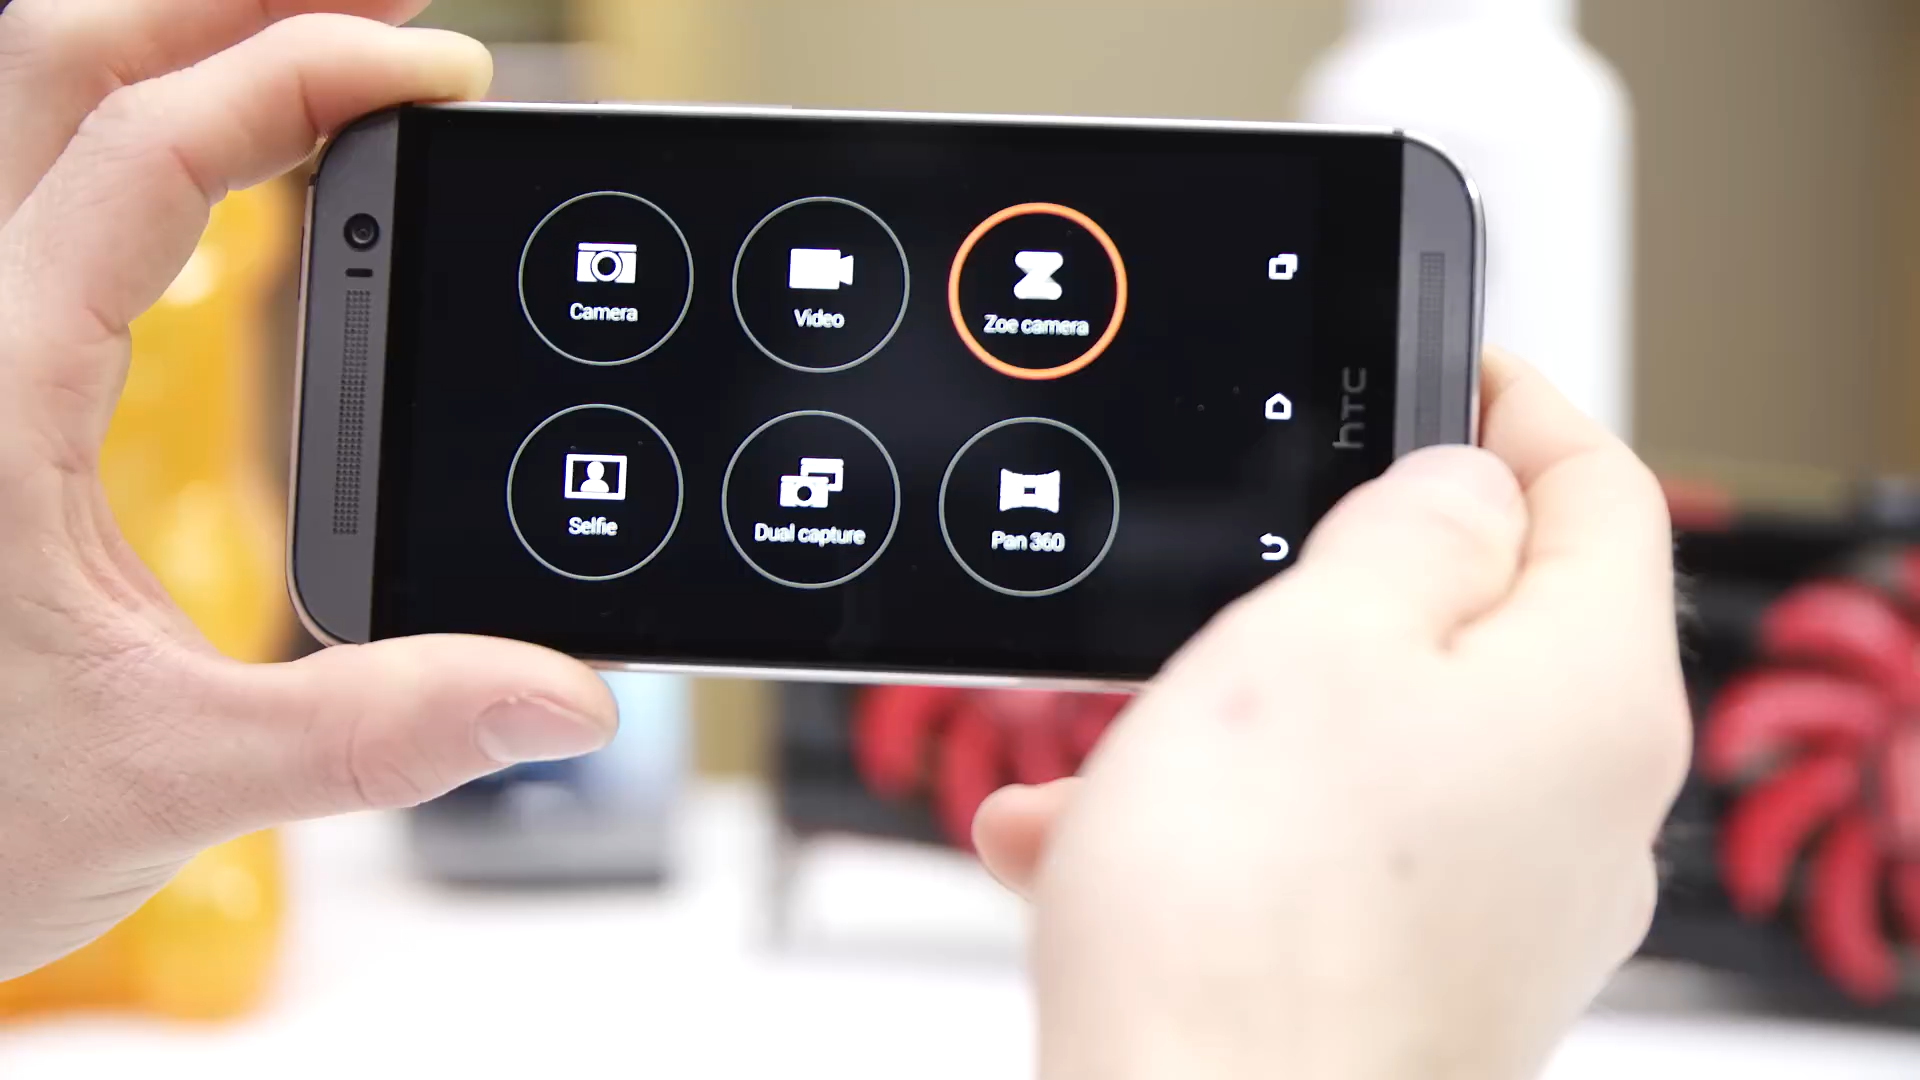 Camera
Video
Zoe camera
Selfie
Dual capture
Pan 360
hTC